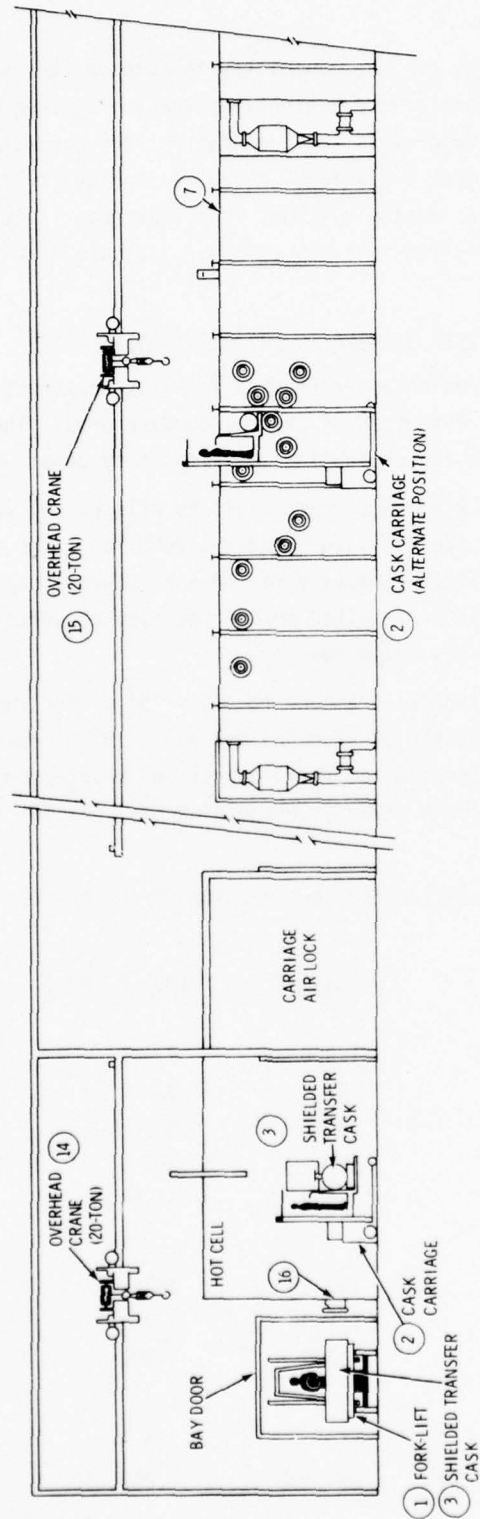 OVERHEAD
CRANE
(20-TON)
14
OVERHEAD CRANE
(20-TON)
15
7
BAY DOOR
HOT CELL
16
3
SHIELDED
TRANSFER
CASK
CARRIAGE
AIR LOCK
1 FORK-LIFT
3 SHIELDED TRANSFER
CASK
2 CASK
CARRIAGE
2 CASK CARRIAGE
(ALTERNATE POSITION)